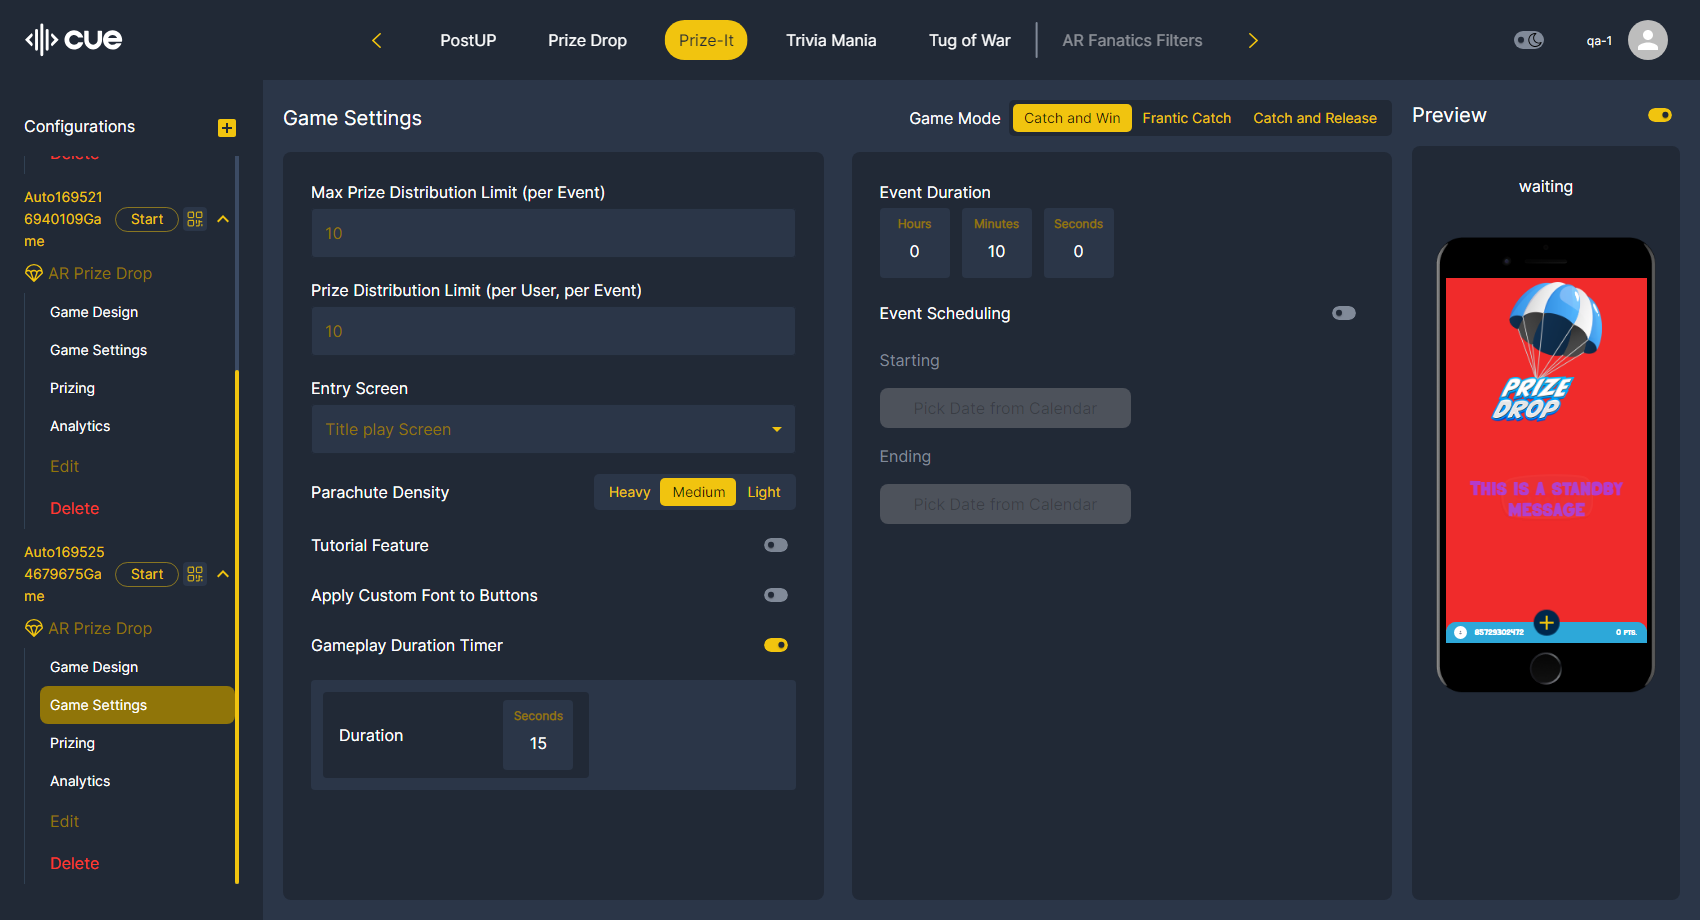 cue
PostUP
Prize Drop
Prize-It
Trivia Mania
Tug of War
AR Fanatics Filters
qa-1
Configurations
Delete
Auto169521
6940109Ga
me
Start
AR Prize Drop
Game Design
Game Settings
Prizing
Analytics
Edit
Delete
Auto169525
4679675Ga
me
Start
AR Prize Drop
Game Design
Game Settings
Prizing
Analytics
Edit
Delete
Game Settings
Game Mode
Catch and Win
Frantic Catch
Catch and Release
Max Prize Distribution Limit (per Event)
10
Prize Distribution Limit (per User, per Event)
10
Entry Screen
Title play Screen
Parachute Density
Heavy
Medium
Light
Tutorial Feature
Apply Custom Font to Buttons
Gameplay Duration Timer
Duration
Seconds
15
Event Duration
Hours
0
Minutes
10
Seconds
0
Event Scheduling
Starting
Pick Date from Calendar
Ending
Pick Date from Calendar
Preview
waiting
PRIZE
DROP
THIS IS A STANDBY
MESSAGE
85729302472
0 PTS.